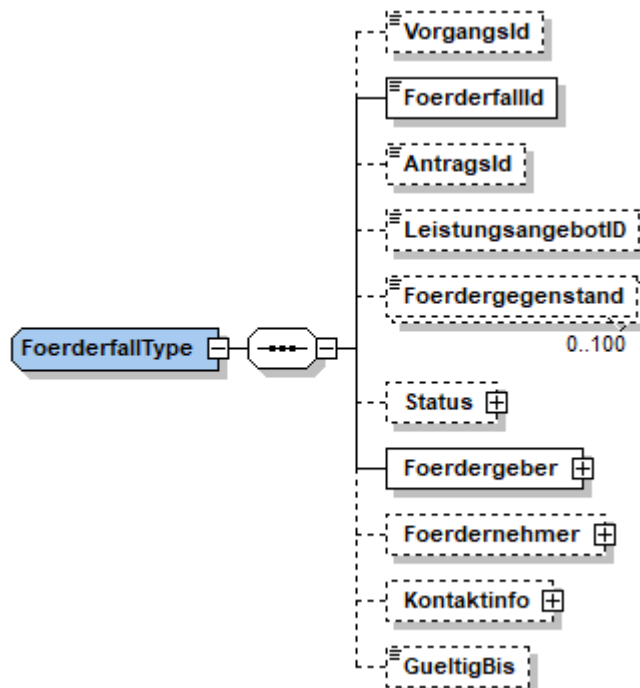 VorgangsId
FoerderfallId
AntragsId
LeistungsangebotID
Foerdergegenstand
0..100
FoerderfallType
Status
Foerdergeber
Foerdernehmer
Kontaktinfo
GueltigBis